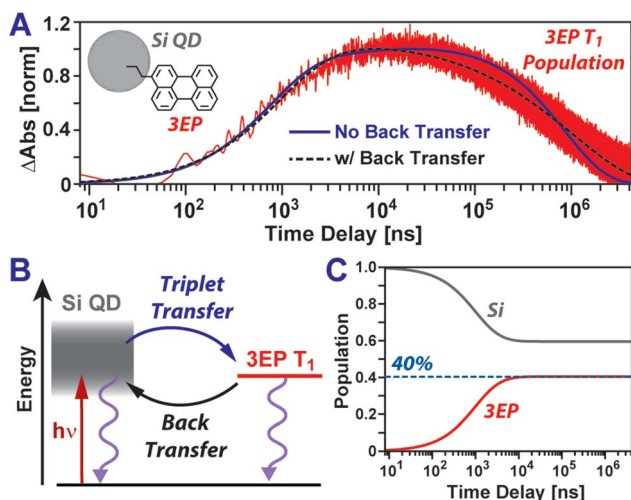 A
ΔAbs [norm]
1.2
0.8
0.4
0
Si QD
3EP
3EP T₁
Population
No Back Transfer
w/ Back Transfer
10¹
10²
10³
10⁴
10⁵
10⁶
Time Delay [ns]
B
Energy
Si QD
Triplet
Transfer
3EP T₁
Back
Transfer
hν
C
Population
1.0
0.8
0.6
0.4
0.2
0
Si
40%
3EP
10¹
10²
10³
10⁴
10⁵
10⁶
Time Delay [ns]